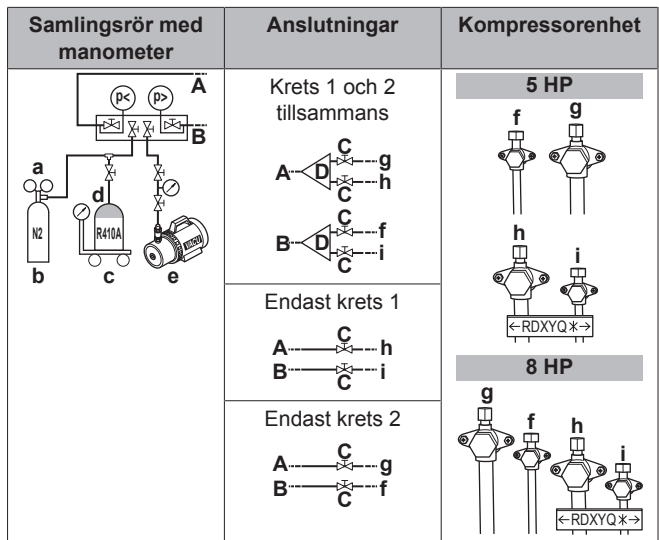 Samlingsrör med
manometer
Anslutningar
Kompressorenhet
A
p<
p>
B
a
d
N2
R410A
VACU
b
c
e
Krets 1 och 2
tillsammans
C
A
D
g
h
C
C
B
D
f
i
C
Endast krets 1
C
A
h
B
i
C
Endast krets 2
C
A
g
B
f
C
5 HP
f
g
h
i
←RDXYQ*→
8 HP
g
f
h
i
←RDXYQ*→